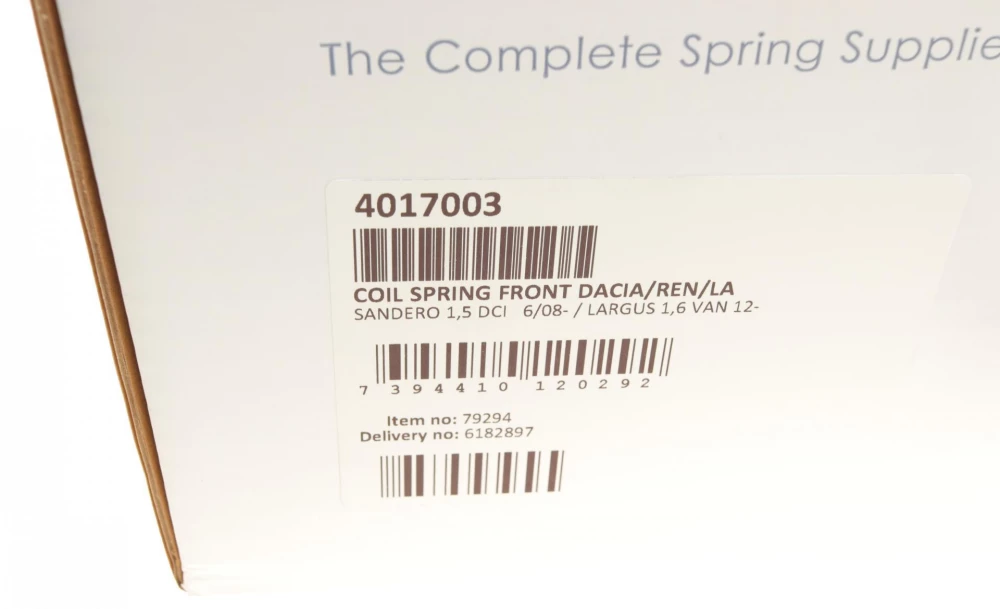 The Complete Spring Supplie
4017003
COIL SPRING FRONT DACIA/REN/LA
SANDERO 1,5 DCI 6/08- / LARGUS 1,6 VAN 12-
7 394410 120292
Item no: 79294
Delivery no: 6182897